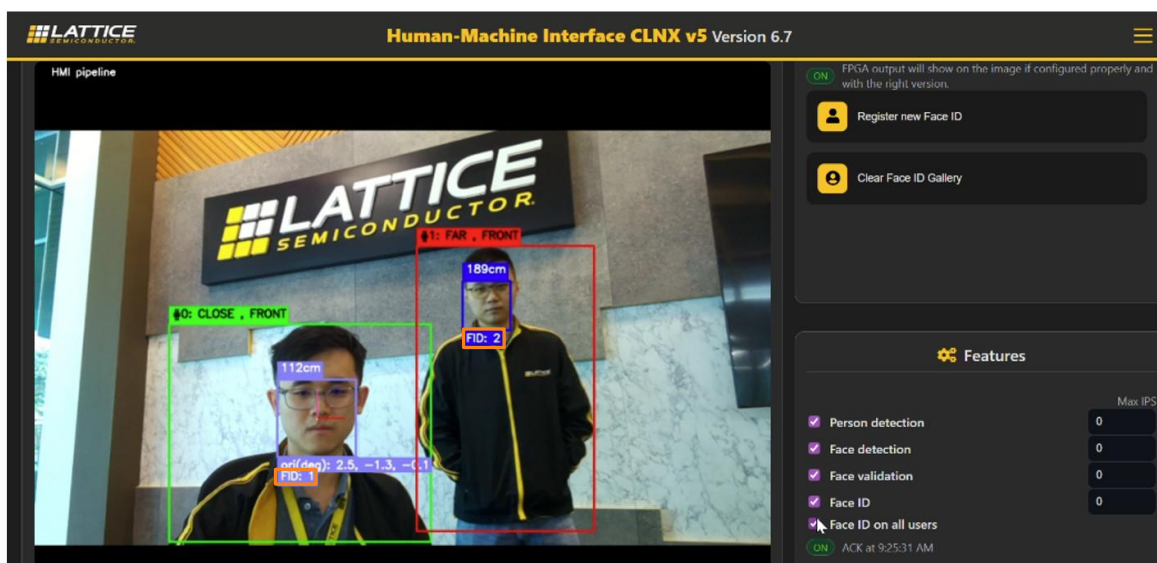 LATTICE
SEMICONDUCTOR.
Human-Machine Interface CLNX v5 Version 6.7
HMI pipeline
LATTICE
SEMICONDUCTOR.
#1: FAR , FRONT
189cm
FID: 2
LATTICE
#0: CLOSE , FRONT
112cm
ori(deg): 2.5, -1.3, -0.1
FID: 1
ON
FPGA output will show on the image if configured properly and
with the right version.
Register new Face ID
Clear Face ID Gallery
Features
Max IPS
Person detection 0
Face detection 0
Face validation 0
Face ID 0
Face ID on all users
ON ACK at 9:25:31 AM